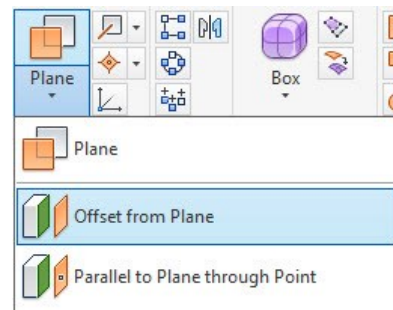 Plane
Box
Plane
Offset from Plane
Parallel to Plane through Point